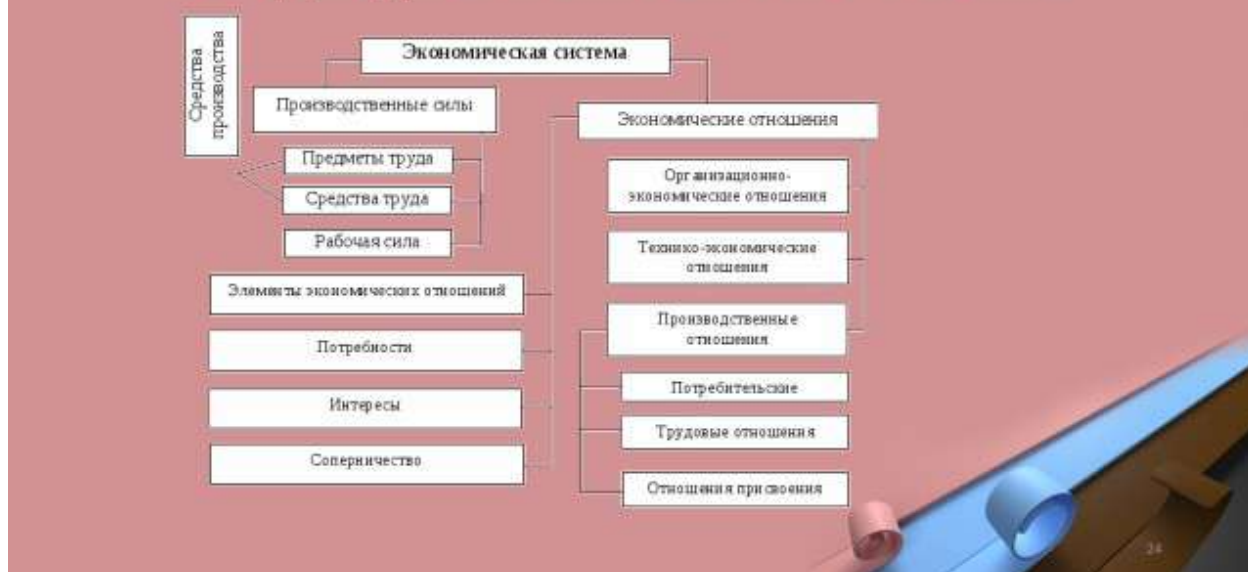 Экономическая система
Средства
производства
Производственные силы
Экономические отношения
Предметы труда
Средства труда
Рабочая сила
Организационно-
экономические отношения
Технико-экономические
отношения
Элементы экономических отношений
Производственные
отношения
Потребности
Потребительские
Интересы
Трудовые отношения
Соперничество
Отношения присвоения
24